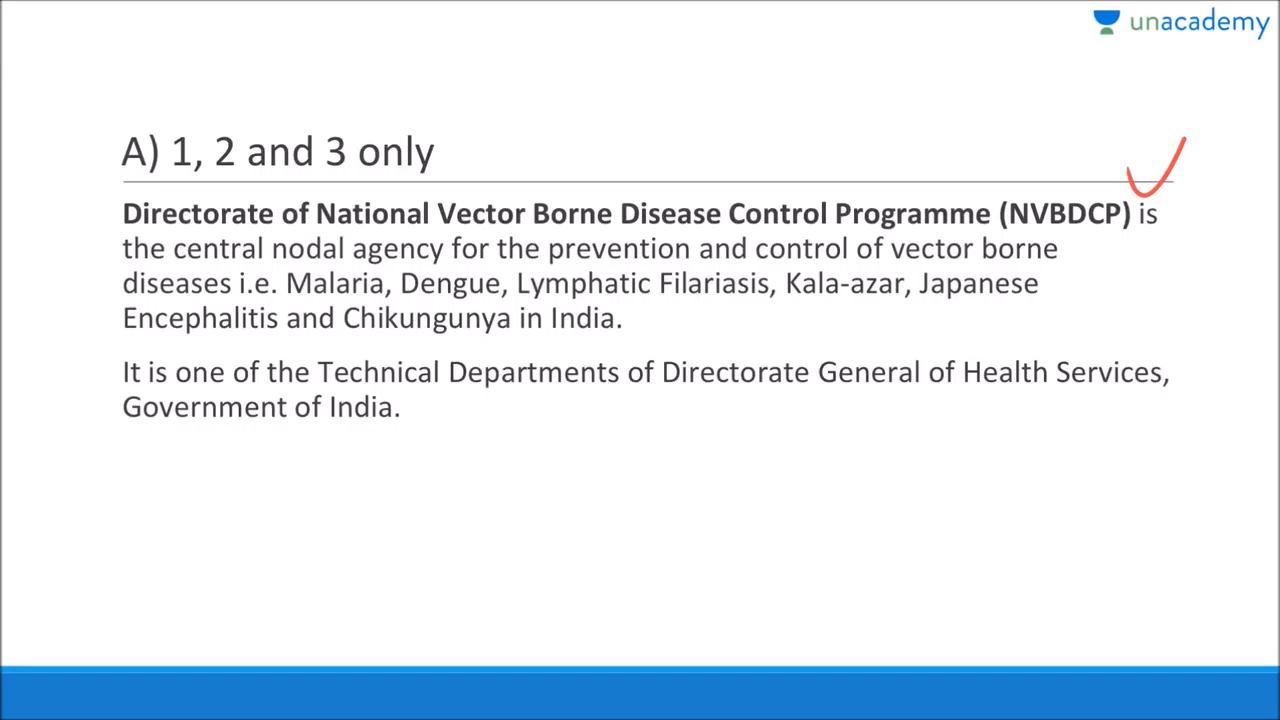 unacademy
A) 1, 2 and 3 only
Directorate of National Vector Borne Disease Control Programme (NVBDCP) is
the central nodal agency for the prevention and control of vector borne
diseases i.e. Malaria, Dengue, Lymphatic Filariasis, Kala-azar, Japanese
Encephalitis and Chikungunya in India.
It is one of the Technical Departments of Directorate General of Health Services,
Government of India.